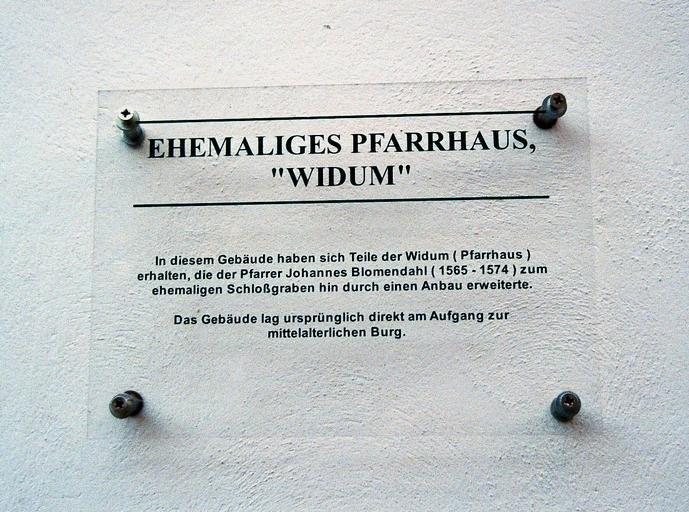 EHEMALIGES PFARRHAUS,
"WIDUM"
In diesem Gebäude haben sich Teile der Widum ( Pfarrhaus )
erhalten, die der Pfarrer Johannes Blomendahl ( 1565 - 1574 ) zum
ehemaligen Schloßgraben hin durch einen Anbau erweiterte.
Das Gebäude lag ursprünglich direkt am Aufgang zur
mittelalterlichen Burg.